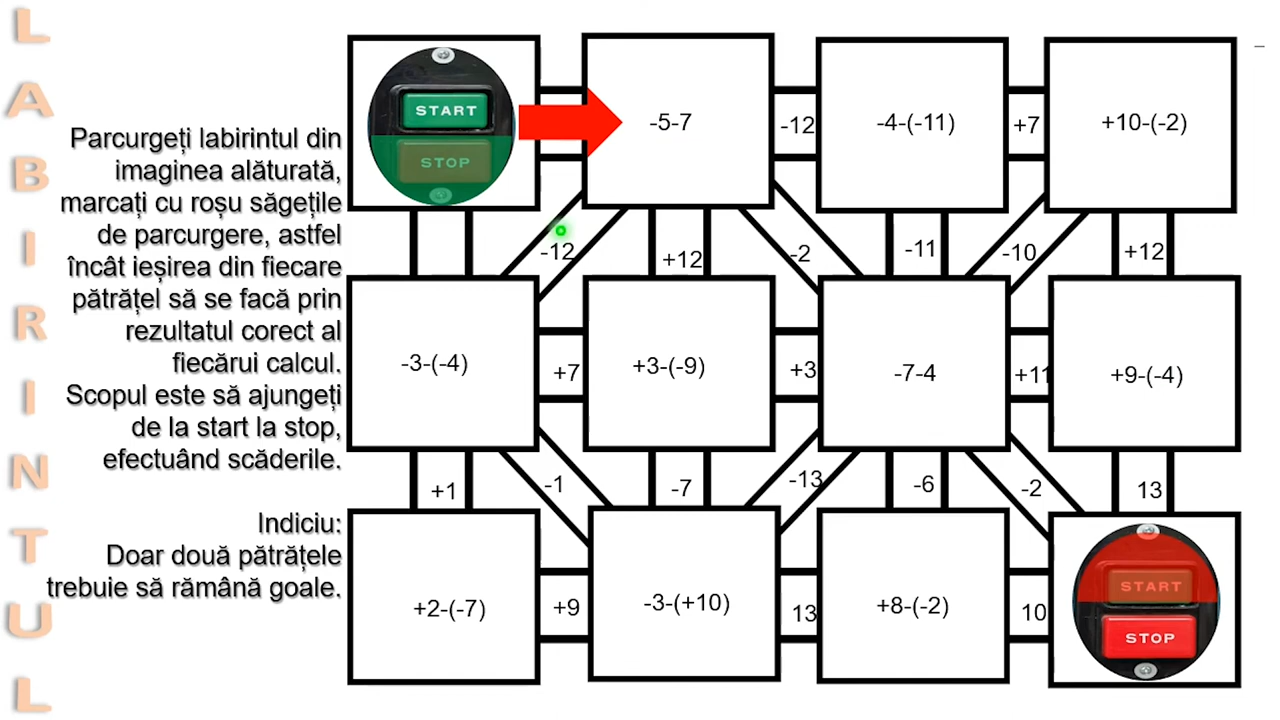 LABIRINTUL
Parcurgeți labirintul din
imaginea alăturată,
marcați cu roșu săgețile
de parcurgere, astfel
încât ieșirea din fiecare
pătrățel să se facă prin
rezultatul corect al
fiecărui calcul.
Scopul este să ajungeți
de la start la stop,
efectuând scăderile.
Indiciu:
Doar două pătrățele
trebuie să rămână goale.
START
STOP
-5-7
-12
-4-(-11)
+7
+10-(-2)
-12
+12
-2
-11
-10
+12
-3-(-4)
+7
+3-(-9)
+3
-7-4
+11
+9-(-4)
+1
-1
-7
-13
-6
-2
13
+2-(-7)
+9
-3-(+10)
13
+8-(-2)
10
START
STOP